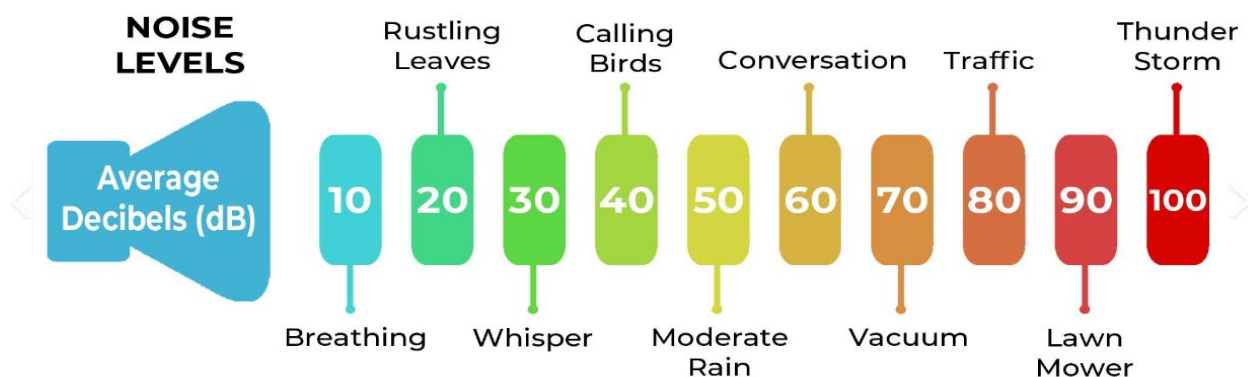 NOISE
LEVELS
Average
Decibels (dB)
Rustling
Leaves
Calling
Birds
Conversation
Traffic
Thunder
Storm
10
20
30
40
50
60
70
80
90
100
Breathing
Whisper
Moderate
Rain
Vacuum
Lawn
Mower